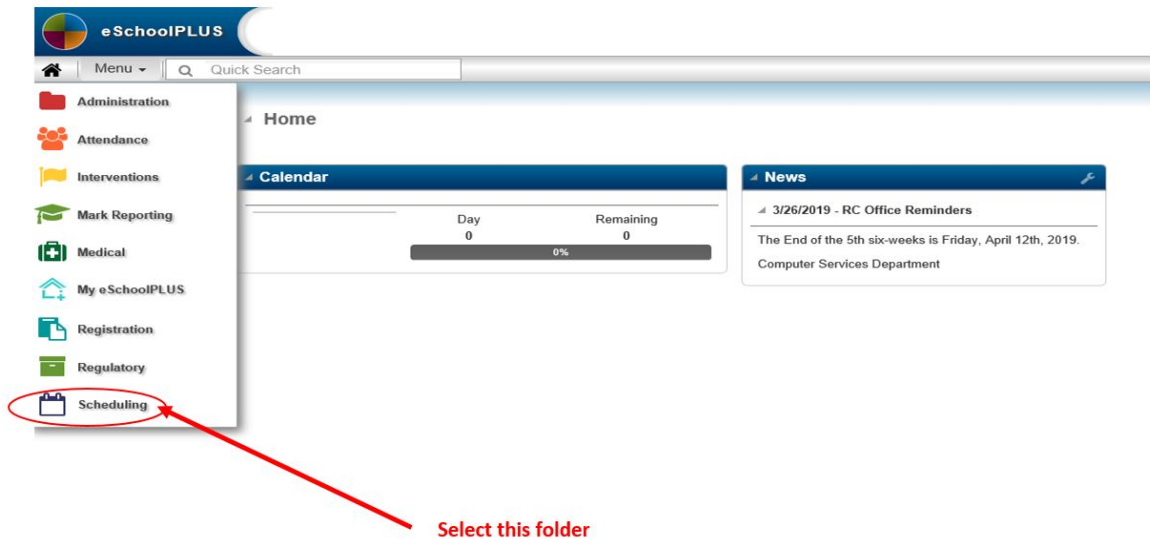 eSchoolPLUS
Menu
Quick Search
Administration
Attendance
Interventions
Mark Reporting
Medical
My eSchoolPLUS
Registration
Regulatory
Scheduling
Home
Calendar
Day Remaining
0 0
0%
News
3/26/2019 - RC Office Reminders
The End of the 5th six-weeks is Friday, April 12th, 2019.
Computer Services Department
Select this folder